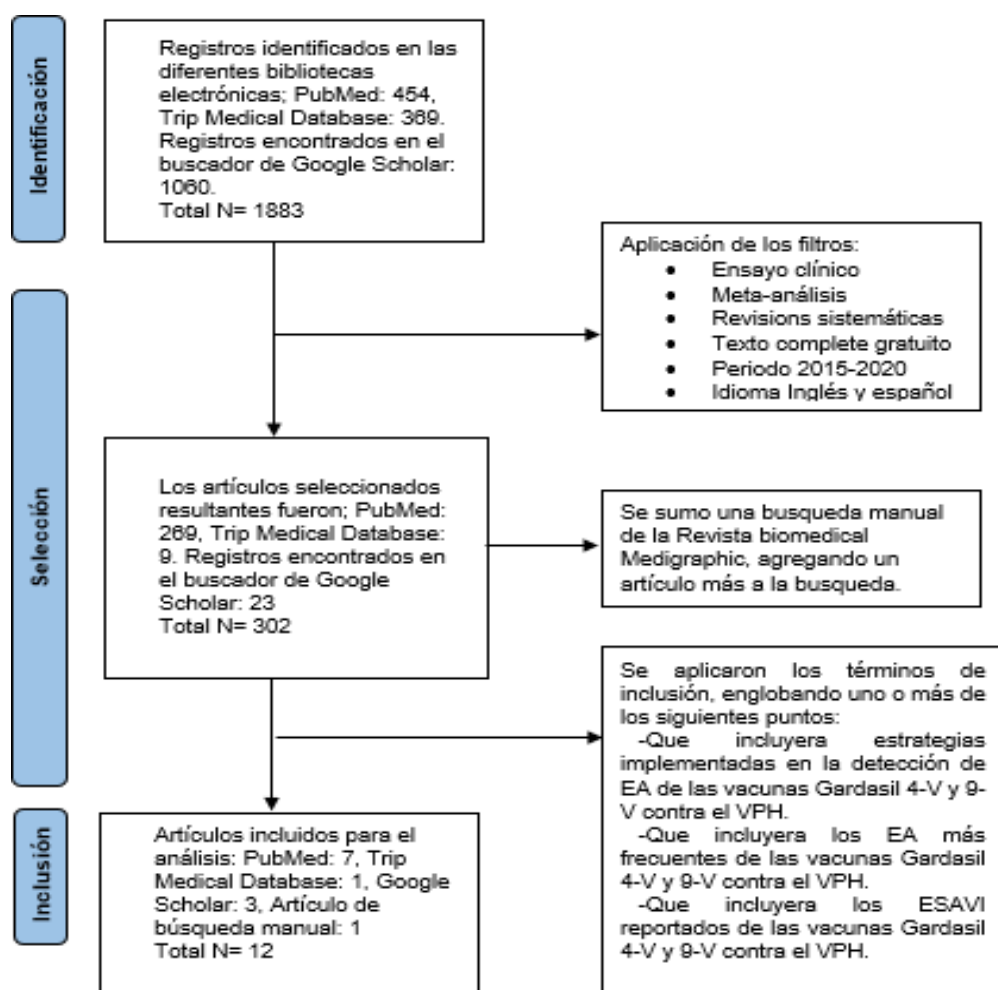 Identificación
Registros identificados en las
diferentes bibliotecas
electrónicas; PubMed: 454,
Trip Medical Database: 369.
Registros encontrados en el
buscador de Google Scholar:
1060.
Total N= 1883
Aplicación de los filtros:
• Ensayo clínico
• Meta-análisis
• Revisions sistemáticas
• Texto complete gratuito
• Periodo 2015-2020
• Idioma Inglés y español
Selección
Los artículos seleccionados
resultantes fueron; PubMed:
269, Trip Medical Database:
9. Registros encontrados en
el buscador de Google
Scholar: 23
Total N= 302
Se sumo una busqueda manual
de la Revista biomedical
Medigraphic, agregando un
artículo más a la busqueda.
Se aplicaron los términos de
inclusión, englobando uno o más de
los siguientes puntos:
-Que incluyera estrategias
implementadas en la detección de
EA de las vacunas Gardasil 4-V y 9-
V contra el VPH.
-Que incluyera los EA más
frecuentes de las vacunas Gardasil
4-V y 9-V contra el VPH.
-Que incluyera los ESAVI
reportados de las vacunas Gardasil
4-V y 9-V contra el VPH.
Inclusión
Artículos incluidos para el
análisis: PubMed: 7, Trip
Medical Database: 1, Google
Scholar: 3, Artículo de
búsqueda manual: 1
Total N= 12